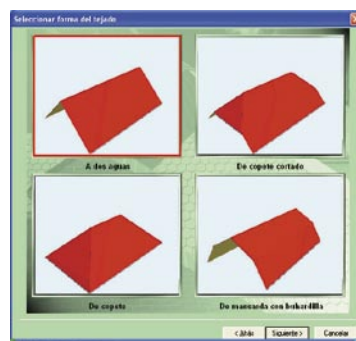 Seleccionar forma del tejado
A dos aguas
De copete cortado
De copete
De mansarda con buhardilla
< Atrás
Siguiente >
Cancelar